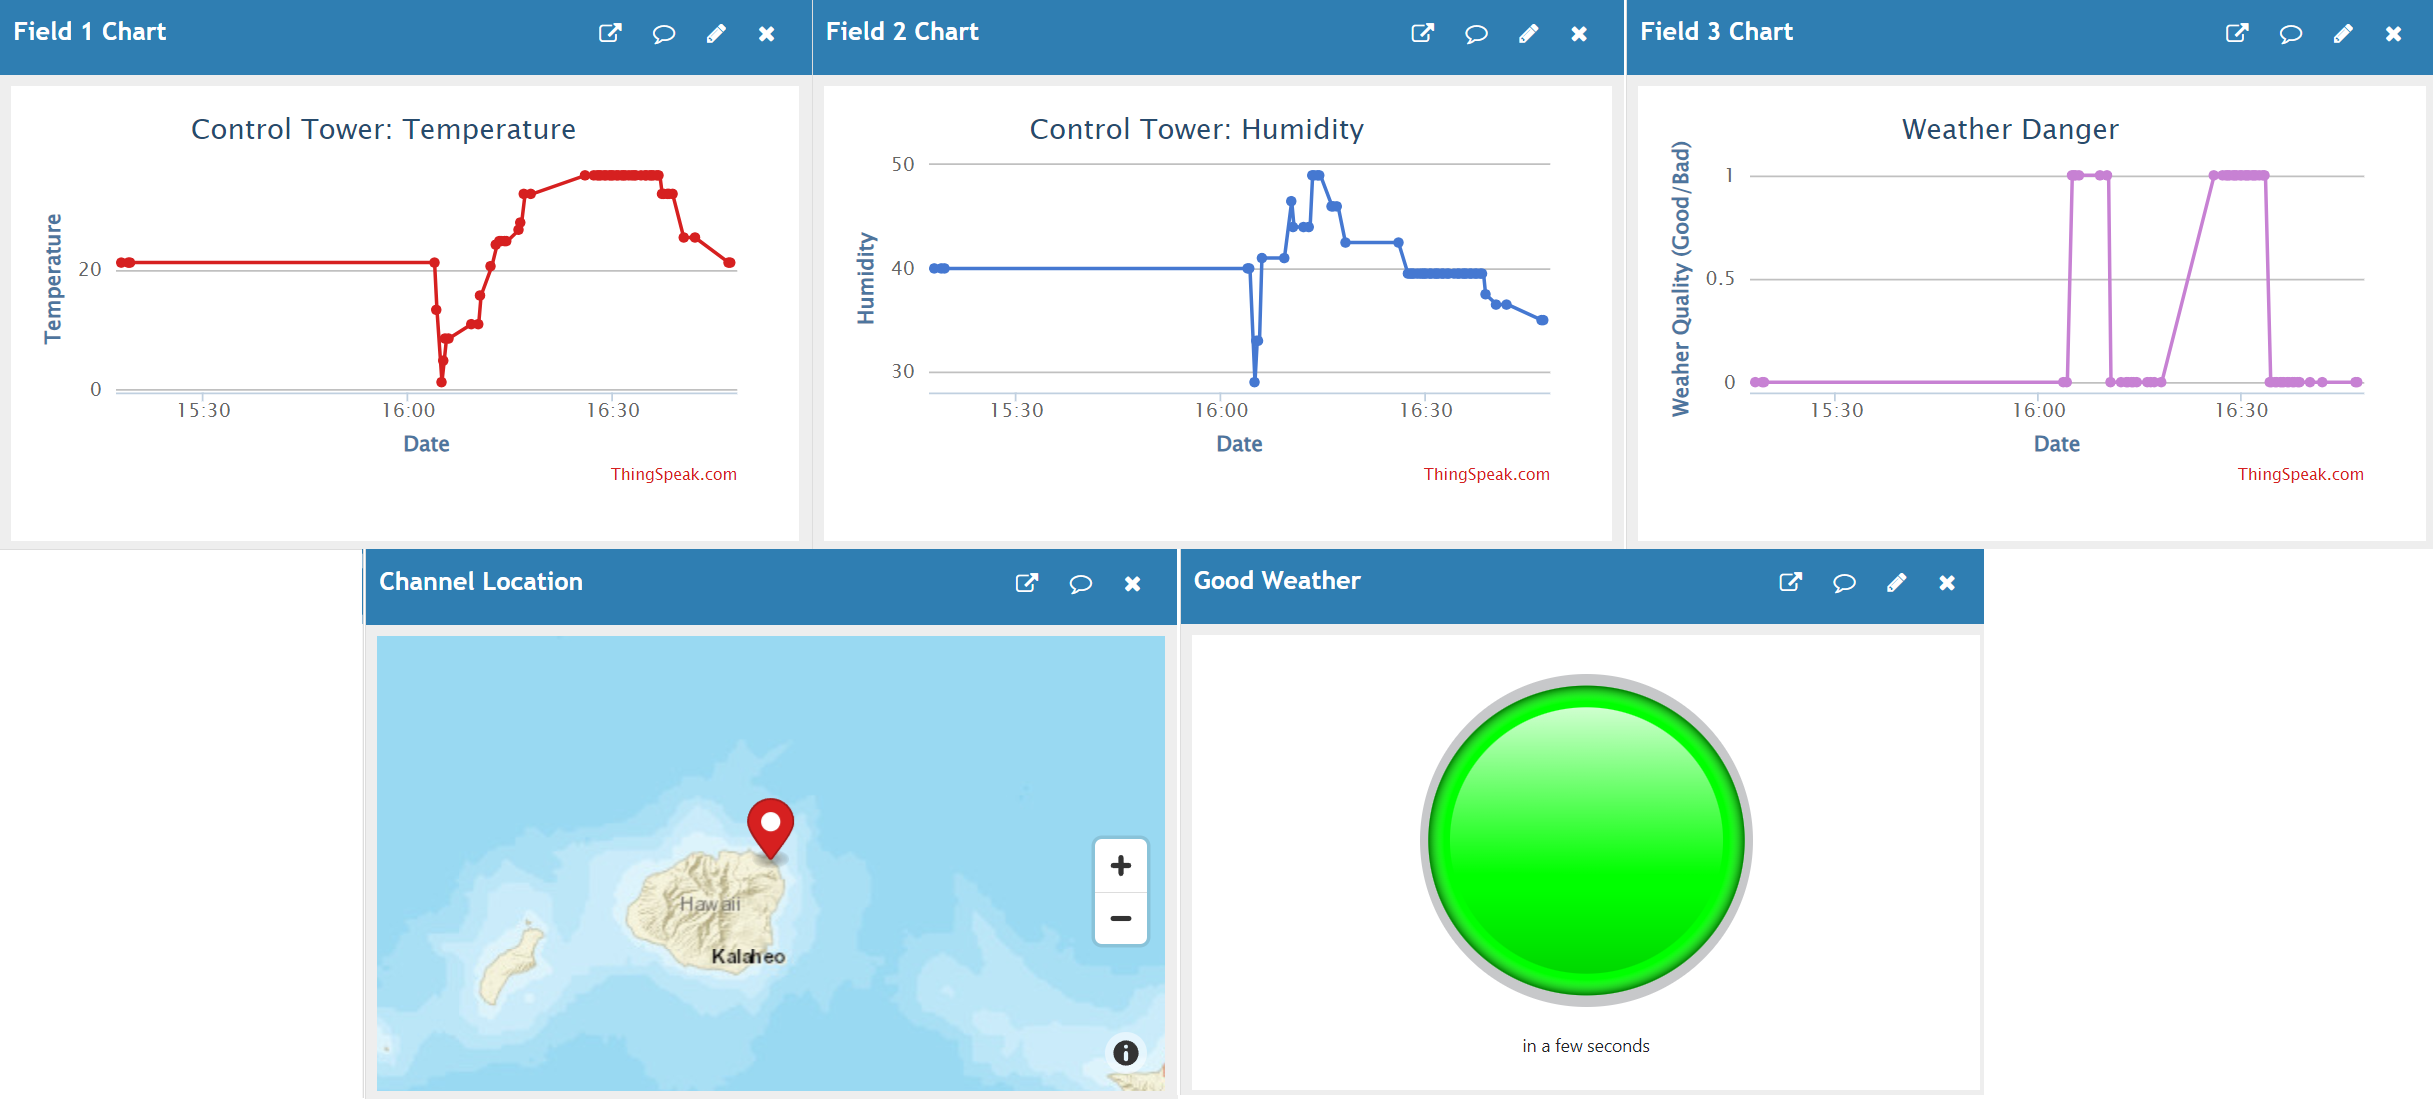 Field 1 Chart
Control Tower: Temperature
Temperature
20
0
15:30 16:00 16:30
Date
ThingSpeak.com
Field 2 Chart
Control Tower: Humidity
Humidity
50
40
30
15:30 16:00 16:30
Date
ThingSpeak.com
Field 3 Chart
Weather Danger
Weaher Quality (Good/Bad)
1
0.5
0
15:30 16:00 16:30
Date
ThingSpeak.com
Channel Location
Hawaii
Kalaheo
+
−
i
Good Weather
in a few seconds